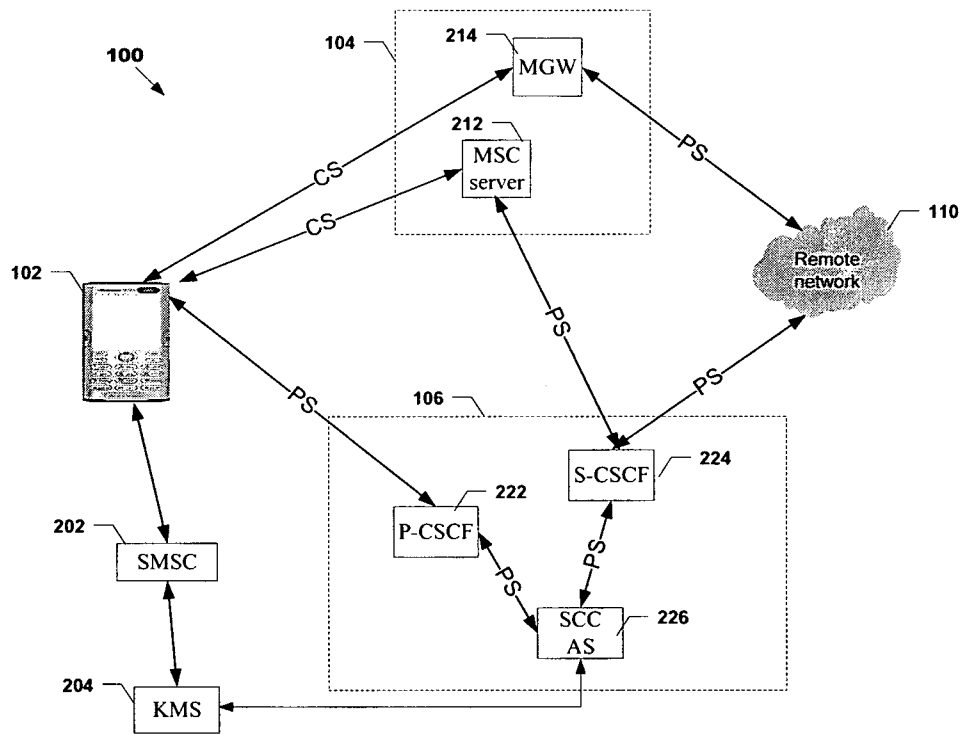 100
104
214
MGW
212
MSC
server
CS
CS
PS
110
Remote
network
102
PS
PS
PS
106
S-CSCF
224
222
P-CSCF
202
SMSC
PS
PS
SCC
AS
226
204
KMS